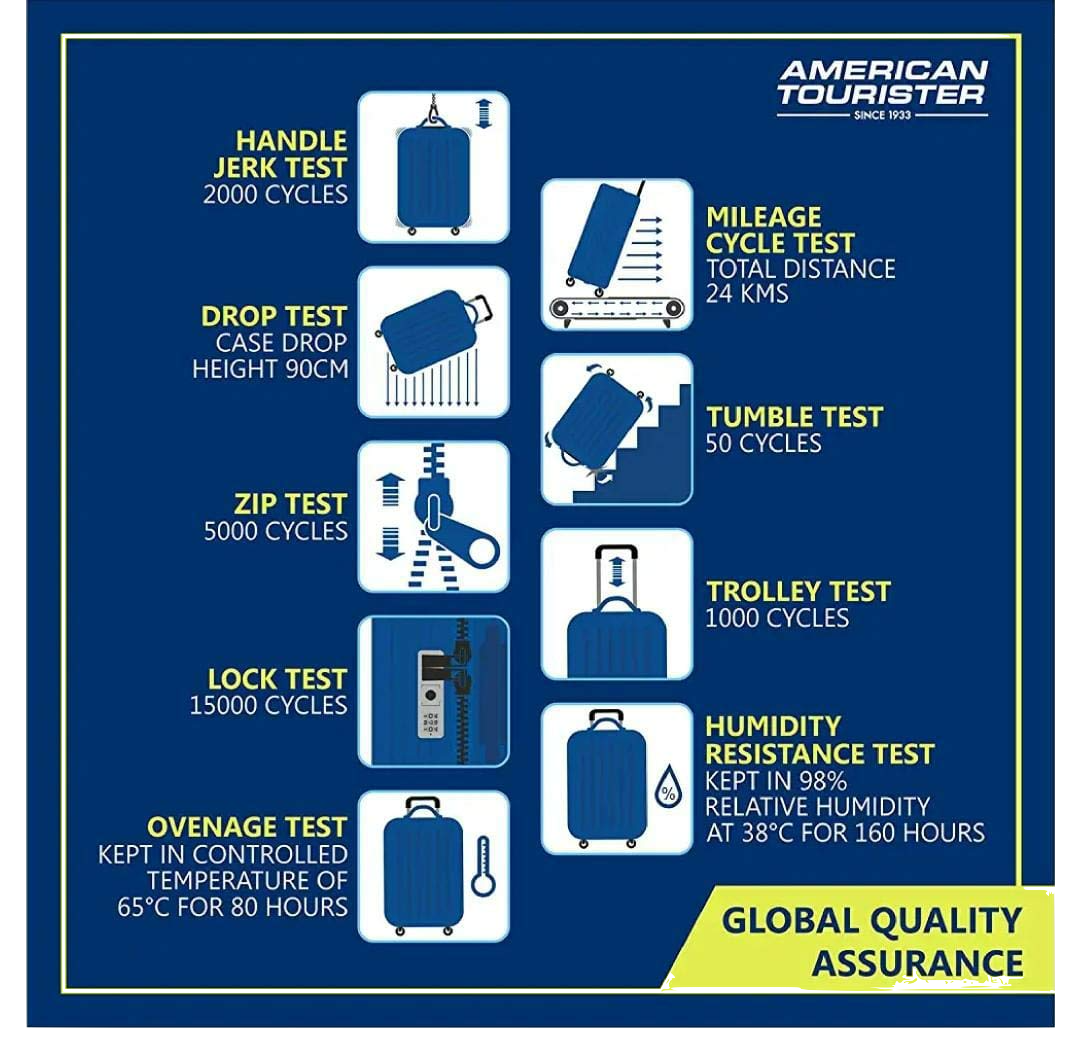 AMERICAN
TOURISTER
SINCE 1933
HANDLE
JERK TEST
2000 CYCLES
DROP TEST
CASE DROP
HEIGHT 90CM
ZIP TEST
5000 CYCLES
LOCK TEST
15000 CYCLES
OVENAGE TEST
KEPT IN CONTROLLED
TEMPERATURE OF
65°C FOR 80 HOURS
MILEAGE
CYCLE TEST
TOTAL DISTANCE
24 KMS
TUMBLE TEST
50 CYCLES
TROLLEY TEST
1000 CYCLES
HUMIDITY
RESISTANCE TEST
KEPT IN 98%
RELATIVE HUMIDITY
AT 38°C FOR 160 HOURS
%
GLOBAL QUALITY
ASSURANCE